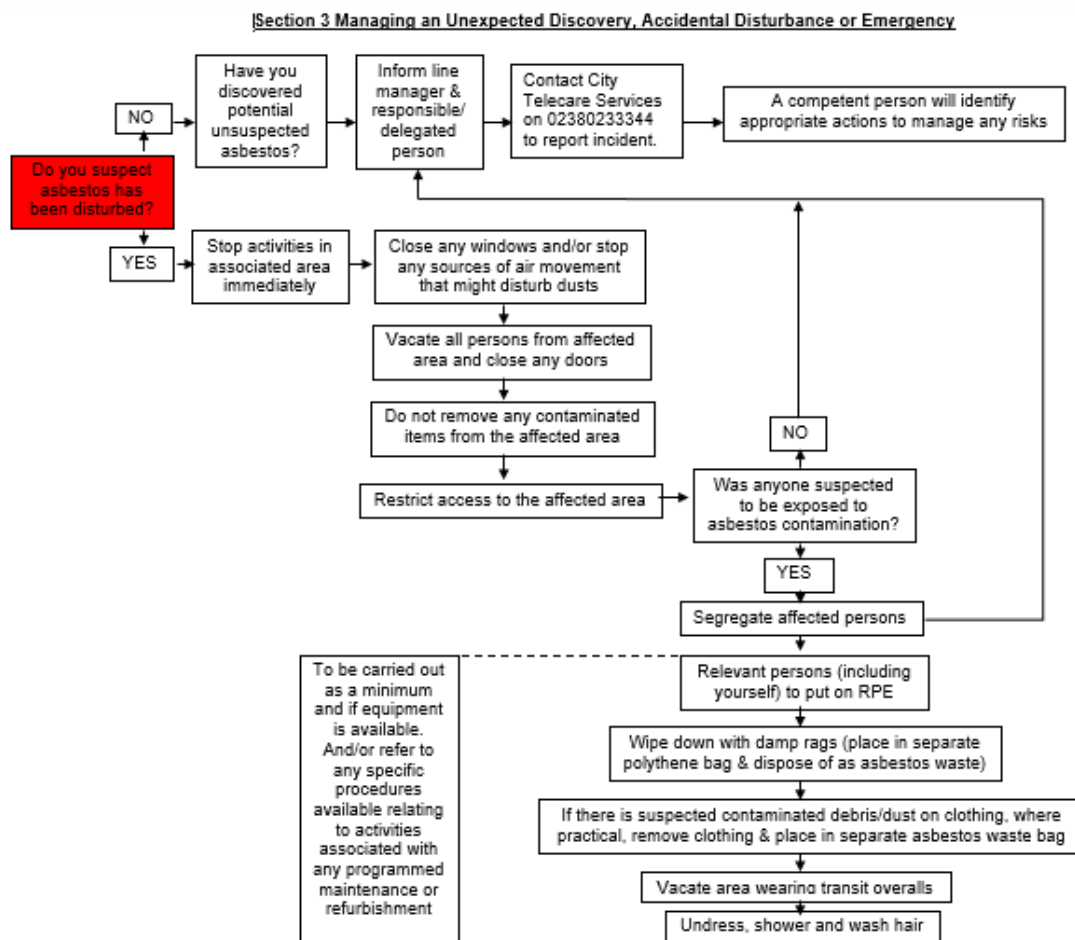 Section 3 Managing an Unexpected Discovery, Accidental Disturbance or Emergency
Have you
discovered
potential
unsuspected
asbestos?
Inform line
manager &
responsible/
delegated
person
Contact City
Telecare Services
on 02380233344
to report incident.
A competent person will identify
appropriate actions to manage any risks
NO
Do you suspect
asbestos has
been disturbed?
YES
Stop activities in
associated area
immediately
Close any windows and/or stop
any sources of air movement
that might disturb dusts
Vacate all persons from affected
area and close any doors
Do not remove any contaminated
items from the affected area
NO
Restrict access to the affected area
Was anyone suspected
to be exposed to
asbestos contamination?
YES
Segregate affected persons
To be carried out
as a minimum
and if equipment
is available.
And/or refer to
any specific
procedures
available relating
to activities
associated with
any programmed
maintenance or
refurbishment
Relevant persons (including
yourself) to put on RPE
Wipe down with damp rags (place in separate
polythene bag & dispose of as asbestos waste)
If there is suspected contaminated debris/dust on clothing, where
practical, remove clothing & place in separate asbestos waste bag
Vacate area wearing transit overalls
Undress, shower and wash hair